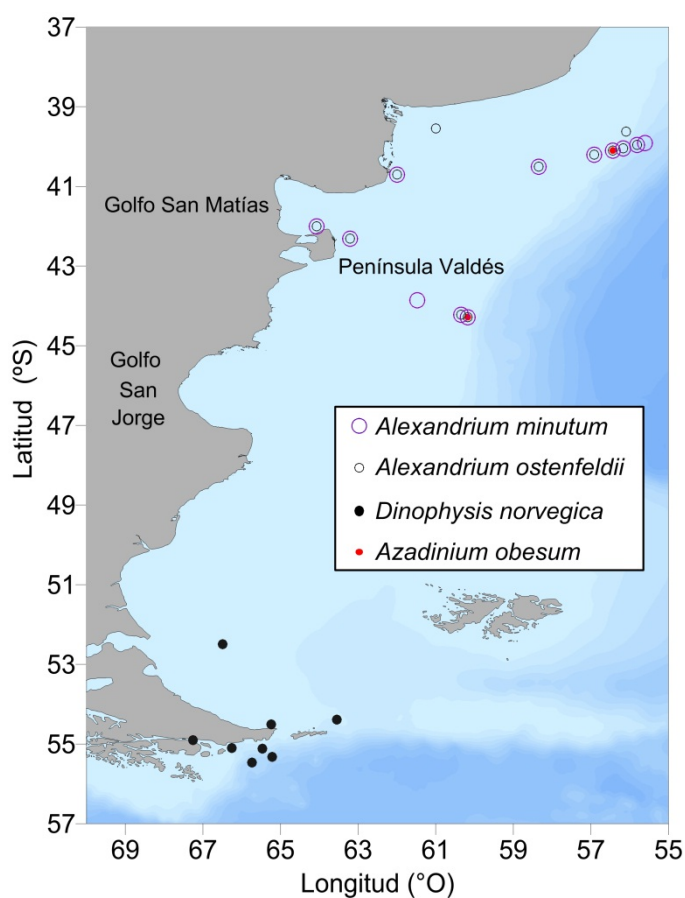 37
39
41
43
45
47
49
51
53
55
57
Latitud (ºS)
Golfo San Matías
Península Valdés
Golfo
San
Jorge
Alexandrium minutum
Alexandrium ostenfeldii
Dinophysis norvegica
Azadinium obesum
69 67 65 63 61 59 57 55
Longitud (°O)